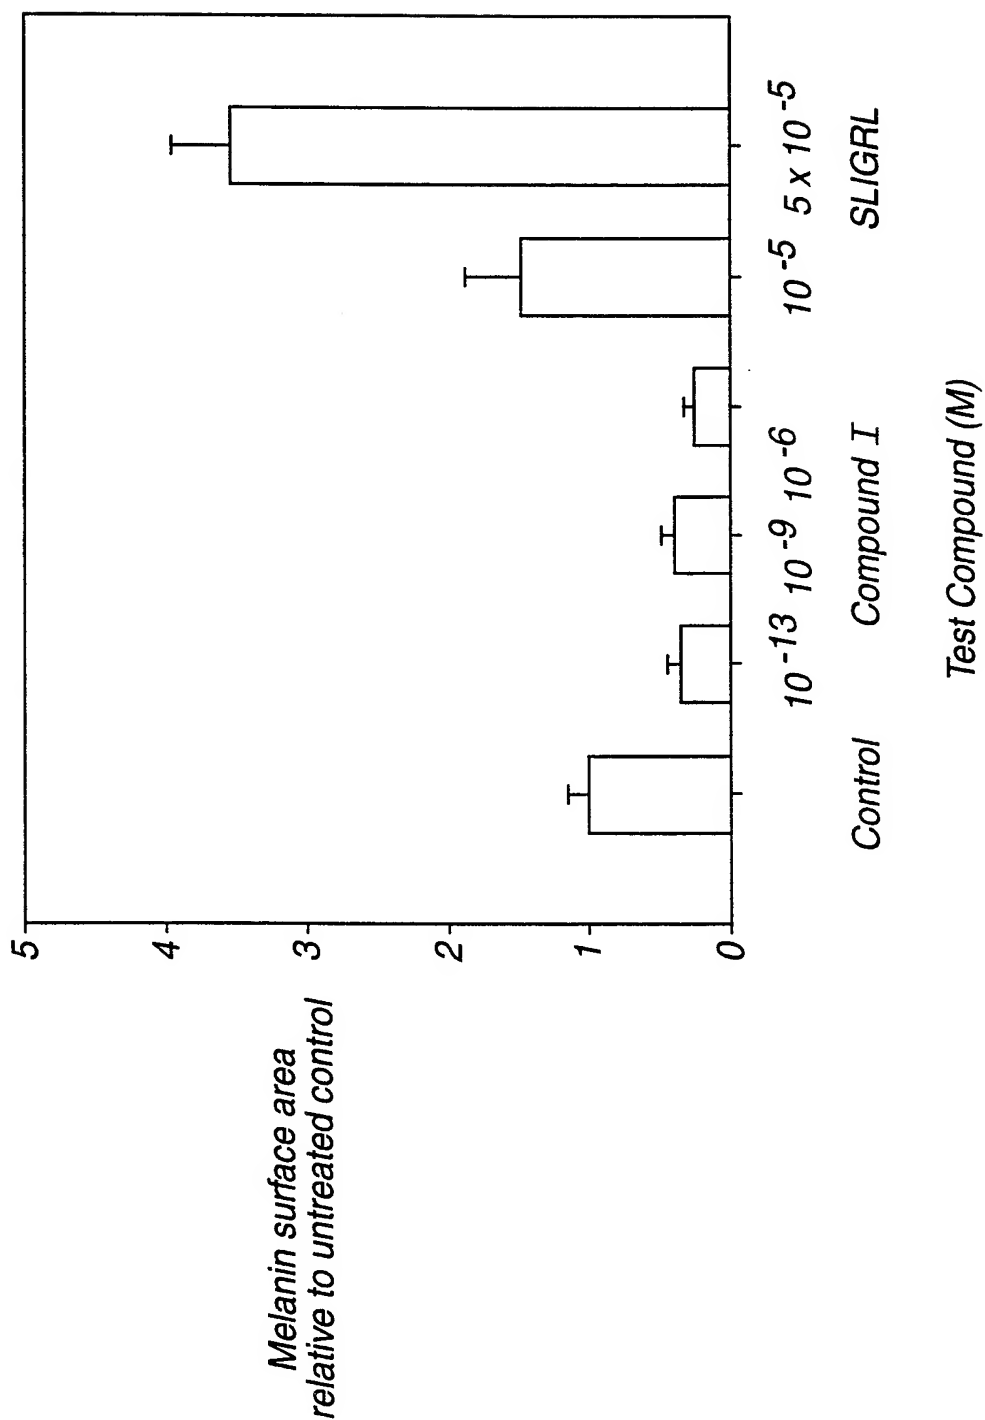 Melanin surface area
relative to untreated control
5
4
3
2
1
0
10-13 10-9 10-6 10-5 5 x 10-5
Control Compound I SLIGRL
Test Compound (M)